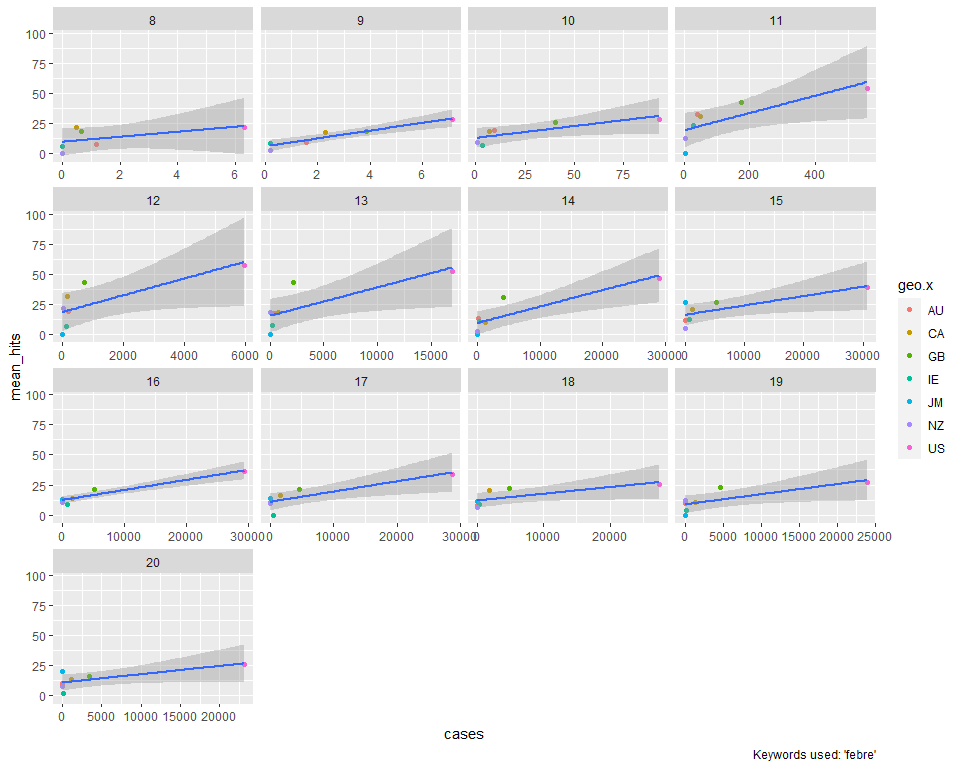 8 9 10 11
100
75
50
25
0
0 2 4 6 0 2 4 6 0 25 50 75 0 200 400
12 13 14 15
100
75
50
25
0
0 2000 4000 6000 0 5000 10000 15000 0 10000 20000 30000 0 10000 20000 30000
mean_hits
geo.x
AU
CA
GB
IE
JM
NZ
US
16 17 18 19
100
75
50
25
0
0 10000 20000 30000 0 10000 20000 30000 0 10000 20000 0 5000 10000 15000 20000 25000
20
100
75
50
25
0
0 5000 10000 15000 20000
cases
Keywords used: 'febre'